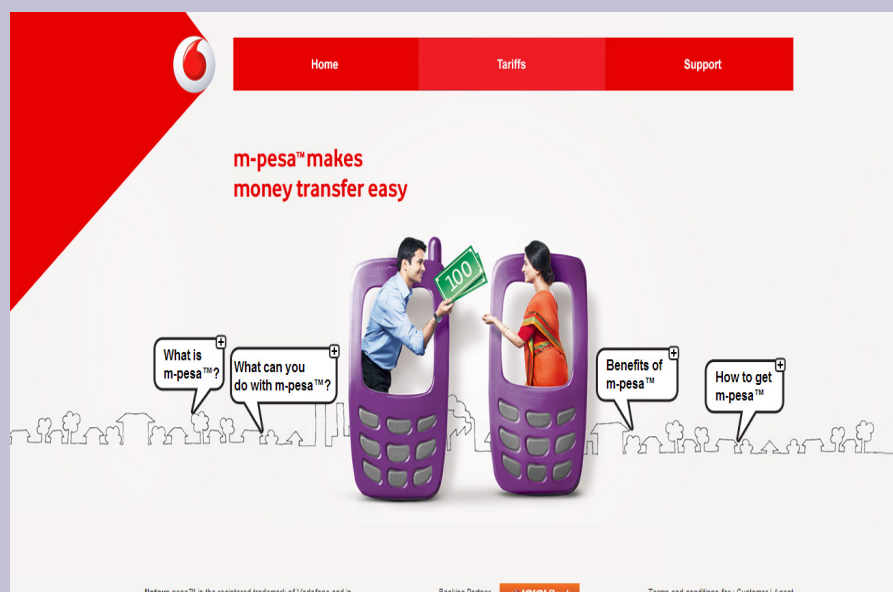 Home
Tariffs
Support
m-pesa™ makes
money transfer easy
100
What is
m-pesa™?
What can you
do with m-pesa™?
Benefits of
m-pesa™
How to get
m-pesa™